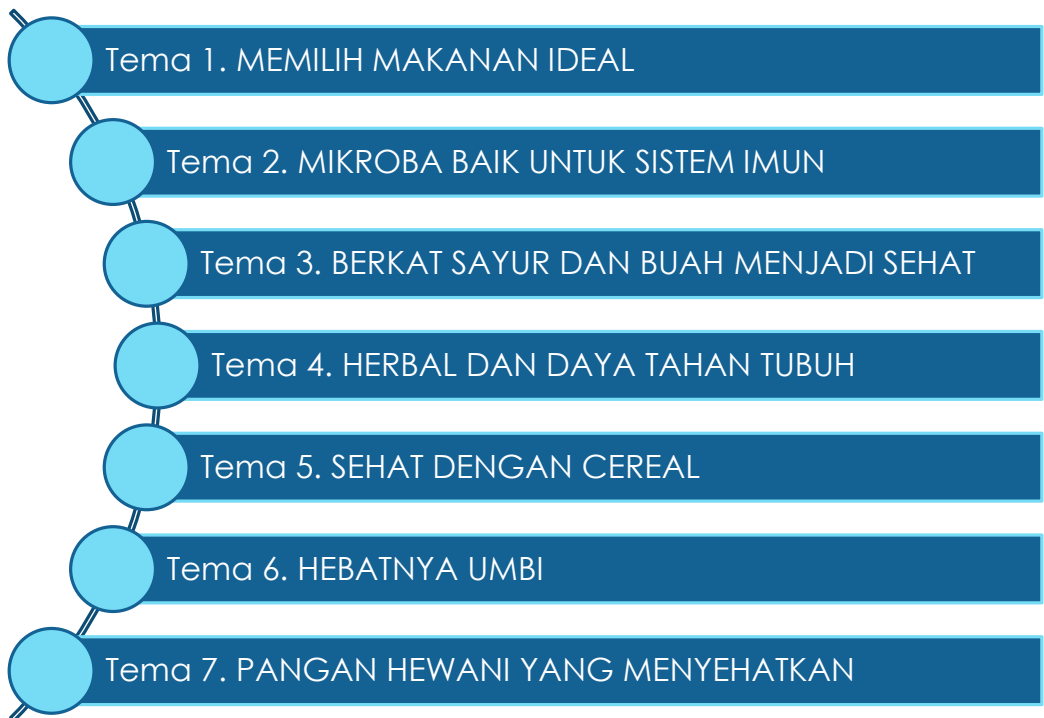 Tema 1. MEMILIH MAKANAN IDEAL
Tema 2. MIKROBA BAIK UNTUK SISTEM IMUN
Tema 3. BERKAT SAYUR DAN BUAH MENJADI SEHAT
Tema 4. HERBAL DAN DAYA TAHAN TUBUH
Tema 5. SEHAT DENGAN CEREAL
Tema 6. HEBATNYA UMBI
Tema 7. PANGAN HEWANI YANG MENYEHATKAN